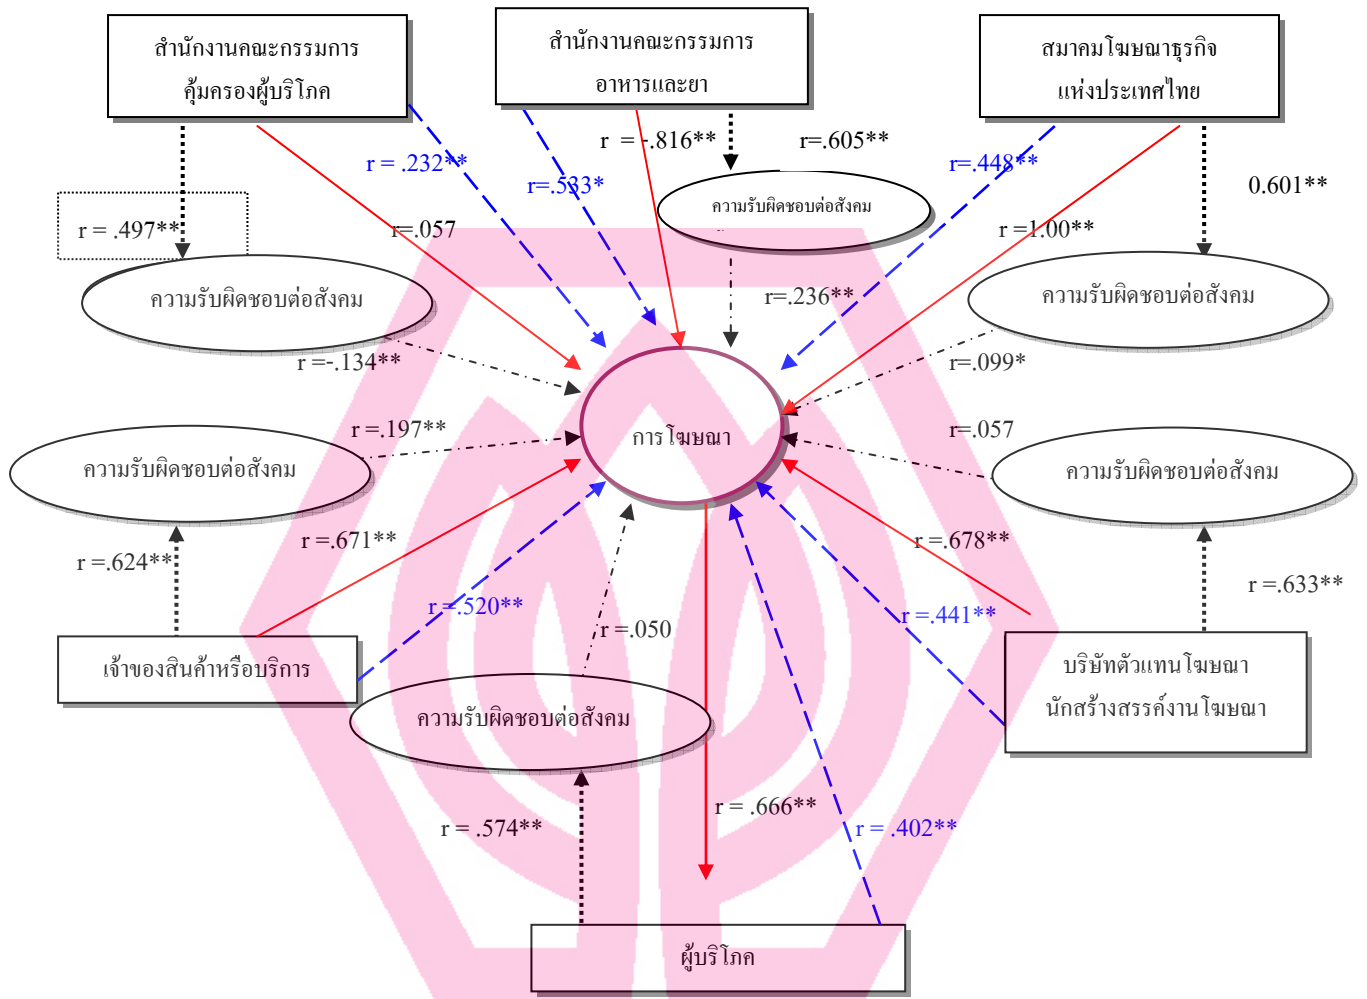 สำนักงานคณะกรรมการ
คุ้มครองผู้บริโภค
สำนักงานคณะกรรมการ
อาหารและยา
สมาคมโฆษณาธุรกิจ
แห่งประเทศไทย
r = .232**
r = -.816**
r=.605**
r=.448**
r=.533*
0.601**
r = .497**
r=.057
ความรับผิดชอบต่อสังคม
r =1.00**
ความรับผิดชอบต่อสังคม
r=.236**
ความรับผิดชอบต่อสังคม
r=-.134**
r=.099*
r=.197**
การโฆษณา
r=.057
ความรับผิดชอบต่อสังคม
ความรับผิดชอบต่อสังคม
r =.624**
r =.671**
r =.678**
r =.633**
r =.520**
r =.050
r =.441**
เจ้าของสินค้าหรือบริการ
บริษัทตัวแทนโฆษณา
นักสร้างสรรค์งานโฆษณา
ความรับผิดชอบต่อสังคม
r = .574**
r = .666**
r = .402**
ผู้บริโภค